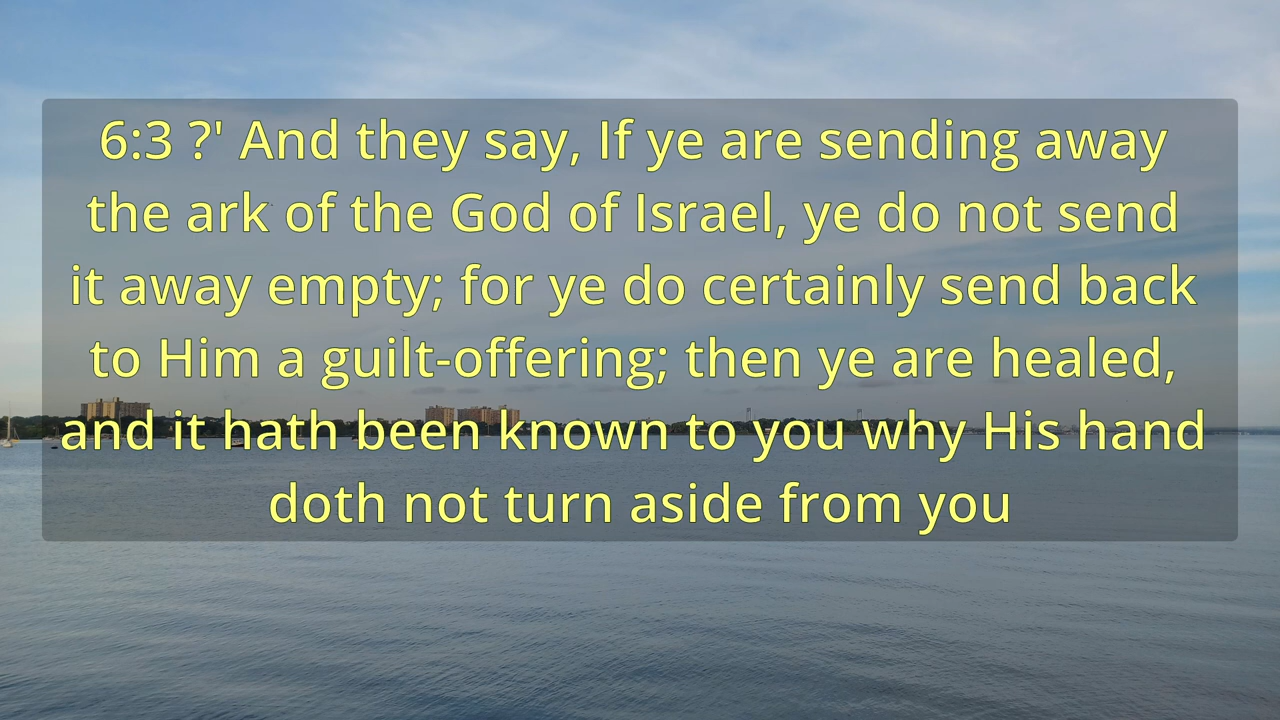 6:3 ?' And they say, If ye are sending away
the ark of the God of Israel, ye do not send
it away empty; for ye do certainly send back
to Him a guilt-offering; then ye are healed,
and it hath been known to you why His hand
doth not turn aside from you